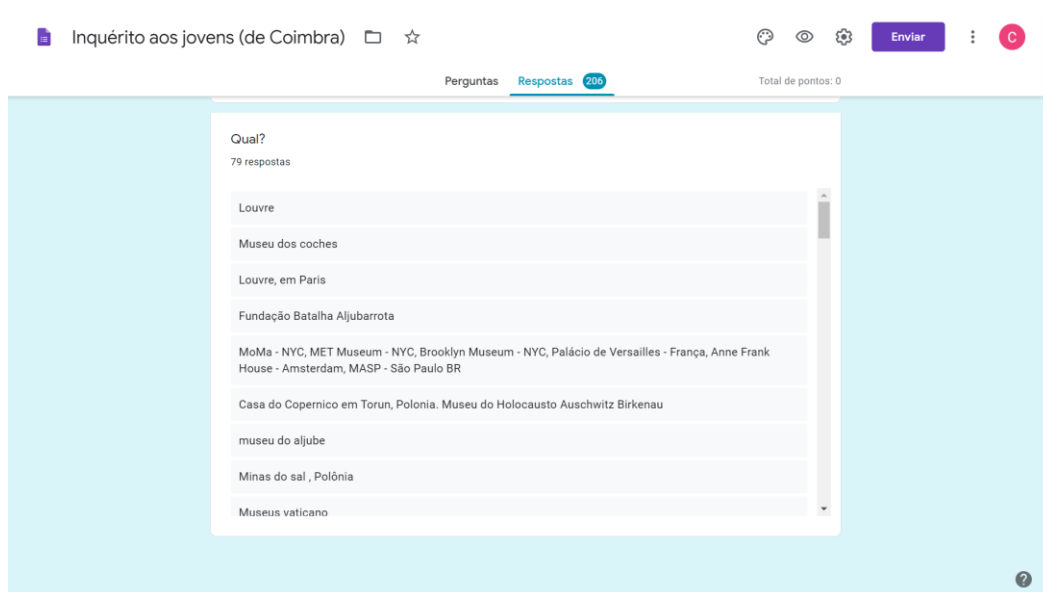 Inquérito aos jovens (de Coimbra)
Enviar
C
Perguntas
Respostas 206
Total de pontos: 0
Qual?
79 respostas
Louvre
Museu dos coches
Louvre, em Paris
Fundação Batalha Aljubarrota
MoMa - NYC, MET Museum - NYC, Brooklyn Museum - NYC, Palácio de Versailles - França, Anne Frank
House - Amsterdam, MASP - São Paulo BR
Casa do Copernico em Torun, Polonia. Museu do Holocausto Auschwitz Birkenau
museu do aljube
Minas do sal , Polônia
Museus vaticano